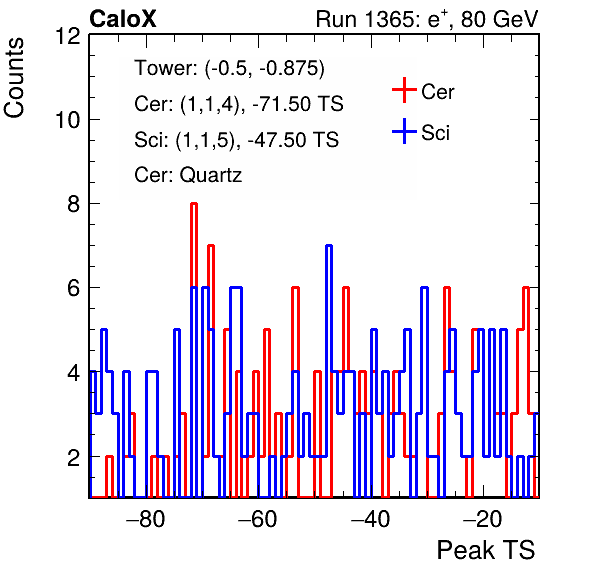 CaloX Run 1365: e⁺, 80 GeV
Counts
12
10
8
6
4
2
Tower: (-0.5, -0.875)
Cer: (1,1,4), -71.50 TS
Sci: (1,1,5), -47.50 TS
Cer: Quartz
Cer
Sci
−80 −60 −40 −20
Peak TS